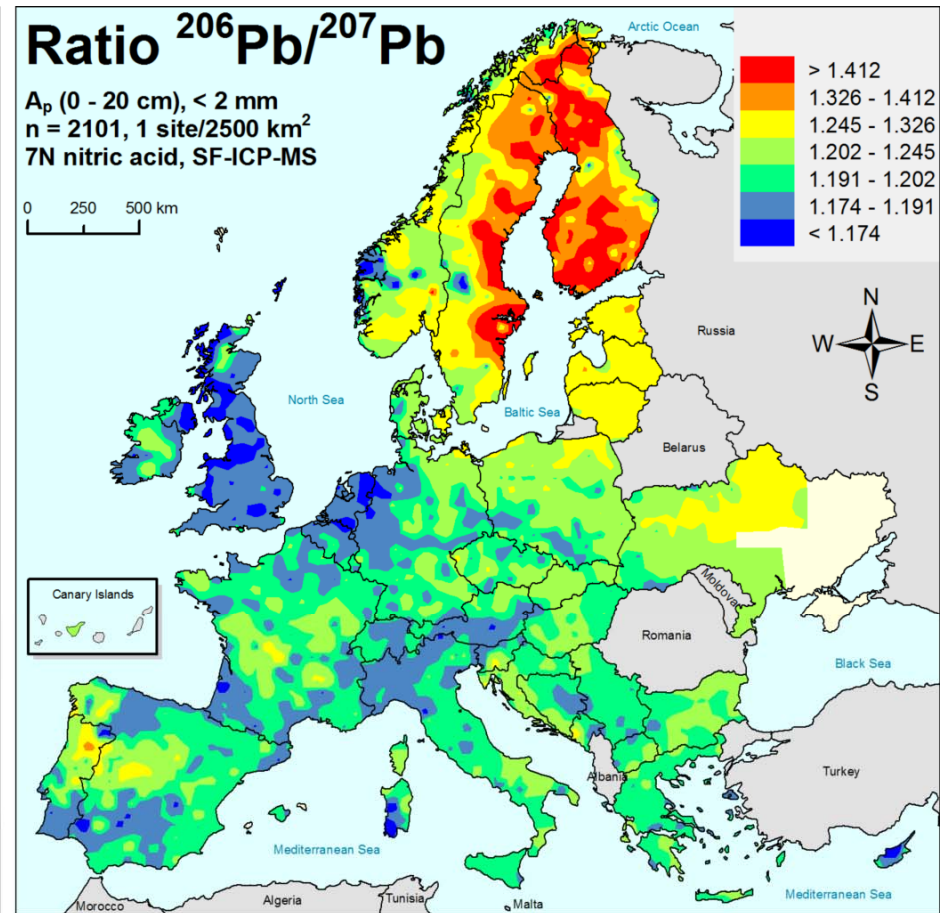 Ratio ²⁰⁶Pb/²⁰⁷Pb
Aₚ (0 - 20 cm), < 2 mm
n = 2101, 1 site/2500 km²
7N nitric acid, SF-ICP-MS
0 250 500 km
> 1.412
1.326 - 1.412
1.245 - 1.326
1.202 - 1.245
1.191 - 1.202
1.174 - 1.191
< 1.174
Arctic Ocean
N
W E
S
Russia
North Sea
Baltic Sea
Belarus
Canary Islands
Moldova
Romania
Black Sea
Albania
Turkey
Mediterranean Sea
Mediterranean Sea
Morocco
Algeria
Tunisia
Malta